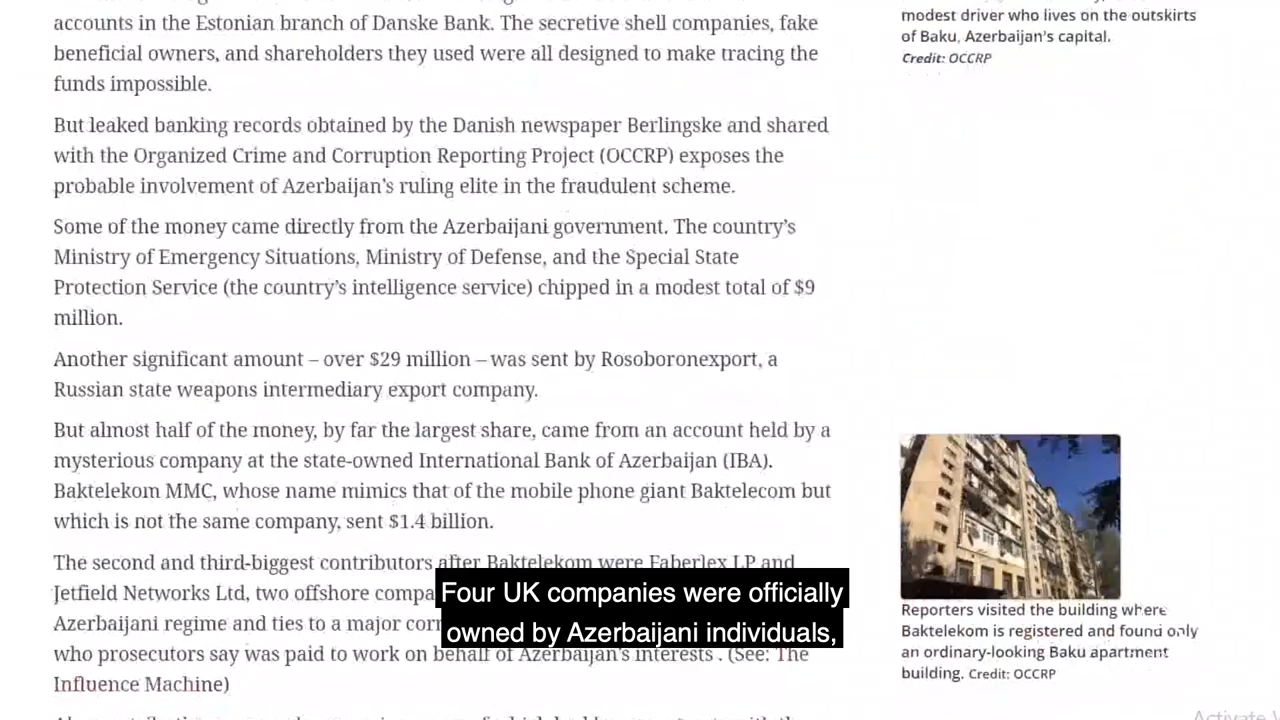 accounts in the Estonian branch of Danske Bank. The secretive shell companies, fake
beneficial owners, and shareholders they used were all designed to make tracing the
funds impossible.
But leaked banking records obtained by the Danish newspaper Berlingske and shared
with the Organized Crime and Corruption Reporting Project (OCCRP) exposes the
probable involvement of Azerbaijan’s ruling elite in the fraudulent scheme.
Some of the money came directly from the Azerbaijani government. The country’s
Ministry of Emergency Situations, Ministry of Defense, and the Special State
Protection Service (the country’s intelligence service) chipped in a modest total of $9
million.
Another significant amount – over $29 million – was sent by Rosoboronexport, a
Russian state weapons intermediary export company.
But almost half of the money, by far the largest share, came from an account held by a
mysterious company at the state-owned International Bank of Azerbaijan (IBA).
Baktelekom MMC, whose name mimics that of the mobile phone giant Baktelecom but
which is not the same company, sent $1.4 billion.
The second and third-biggest contributors after Baktelekom were Faberlex LP and
Jetfield Networks Ltd, two offshore
Azerbaijani regime and ties to a major
who prosecutors say was paid to work on behalf of Azerbaijan’s interests . (See: The
Influence Machine)
modest driver who lives on the outskirts
of Baku, Azerbaijan's capital.
Credit: OCCRP
Reporters visited the building where
Baktelekom is registered and found only
an ordinary-looking Baku apartment
building. Credit: OCCRP
Four UK companies were officially
owned by Azerbaijani individuals,